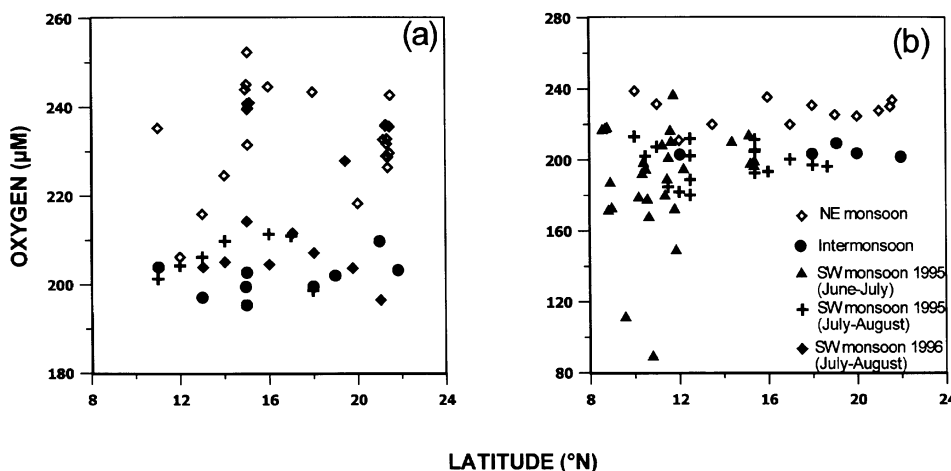 (a)
(b)
OXYGEN (µM)
260
240
220
200
180
8
12
16
20
24
280
240
200
160
120
80
8
12
16
20
24
NE monsoon
Intermonsoon
SW monsoon 1995
(June-July)
SW monsoon 1995
(July-August)
SW monsoon 1996
(July-August)
LATITUDE (°N)